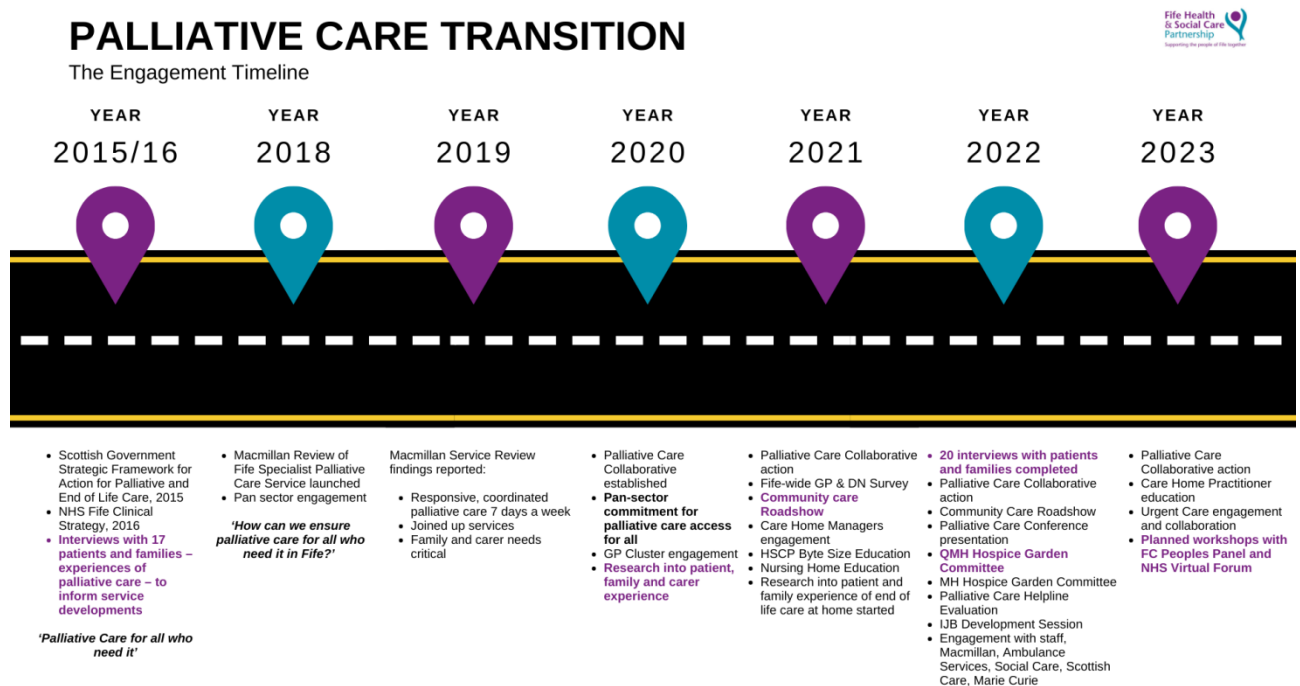 PALLIATIVE CARE TRANSITION
The Engagement Timeline
Fife Health
& Social Care
Partnership
Supporting the people of Fife together
YEAR
2015/16
YEAR
2018
YEAR
2019
YEAR
2020
YEAR
2021
YEAR
2022
YEAR
2023
• Scottish Government
Strategic Framework for
Action for Palliative and
End of Life Care, 2015
• NHS Fife Clinical
Strategy, 2016
• Interviews with 17
patients and families –
experiences of
palliative care – to
inform service
developments
‘Palliative Care for all who
need it’
• Macmillan Review of
Fife Specialist Palliative
Care Service launched
• Pan sector engagement
‘How can we ensure
palliative care for all who
need it in Fife?’
Macmillan Service Review
findings reported:
• Responsive, coordinated
palliative care 7 days a week
• Joined up services
• Family and carer needs
critical
• Palliative Care
Collaborative
established
• Pan-sector
commitment for
palliative care access
for all
• GP Cluster engagement
• Research into patient,
family and carer
experience
• Palliative Care Collaborative
action
• Fife-wide GP & DN Survey
• Community care
Roadshow
• Care Home Managers
engagement
• HSCP Byte Size Education
• Nursing Home Education
• Research into patient and
family experience of end of
life care at home started
• 20 interviews with patients
and families completed
• Palliative Care Collaborative
action
• Community Care Roadshow
• Palliative Care Conference
presentation
• QMH Hospice Garden
Committee
• MH Hospice Garden Committee
• Palliative Care Helpline
Evaluation
• IJB Development Session
• Engagement with staff,
Macmillan, Ambulance
Services, Social Care, Scottish
Care, Marie Curie
• Palliative Care
Collaborative action
• Care Home Practitioner
education
• Urgent Care engagement
and collaboration
• Planned workshops with
FC Peoples Panel and
NHS Virtual Forum